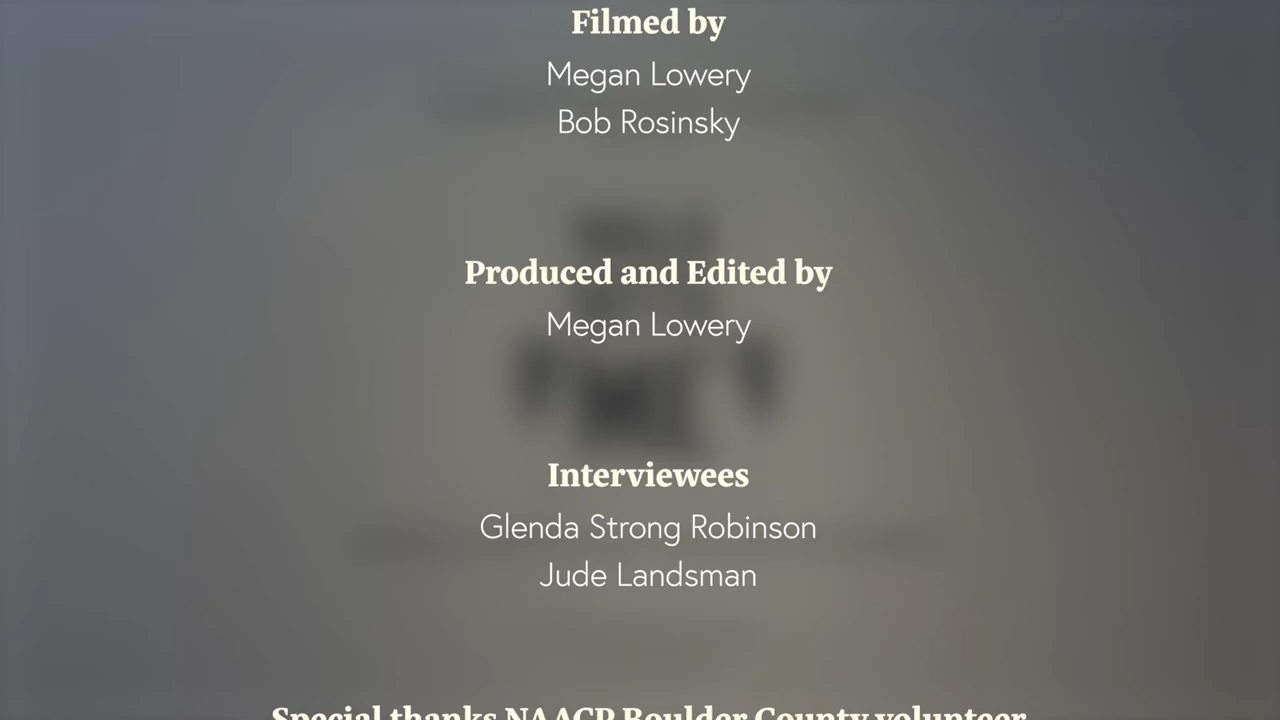 Filmed by
Megan Lowery
Bob Rosinsky
Produced and Edited by
Megan Lowery
Interviewees
Glenda Strong Robinson
Jude Landsman
Special thanks NAACP Boulder County volunteer